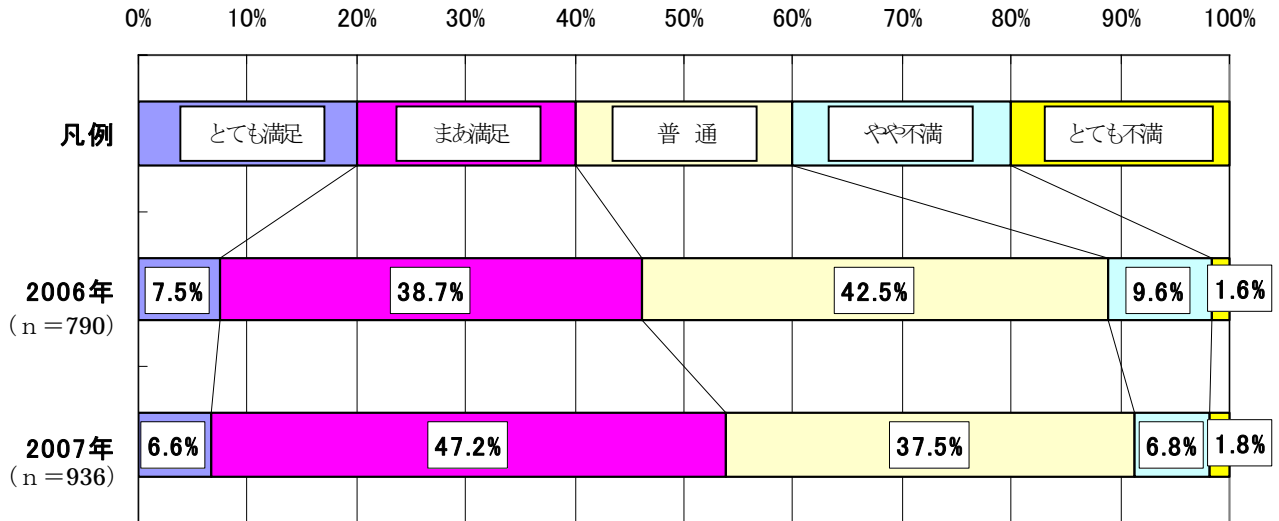 0% 10% 20% 30% 40% 50% 60% 70% 80% 90% 100%
凡例 とても満足 まあ満足 普 通 やや不満 とても不満
2006年 7.5% 38.7% 42.5% 9.6% 1.6%
(n=790)
2007年 6.6% 47.2% 37.5% 6.8% 1.8%
(n=936)